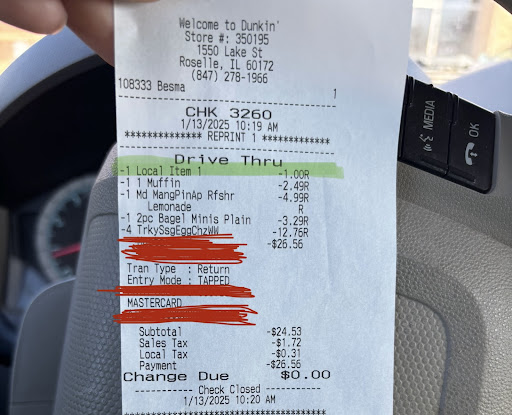 Welcome to Dunkin'
Store #: 350195
1550 Lake St
Roselle, IL 60172
(847) 278-1966
108333 Besma 1
CHK 3260
1/13/2025 10:19 AM
************** REPRINT 1 *************
Drive Thru
-1 Local Item 1 -1.00R
-1 1 Muffin -2.49R
-1 Md MangPinAp Rfshr -4.99R
Lemonade R
-1 2pc Bagel Minis Plain -3.29R
-4 TrkySsgEggChzWW -12.76R
-$26.56
Tran Type : Return
Entry Mode : TAPPED
MASTERCARD
Subtotal -$24.53
Sales Tax -$1.72
Local Tax -$0.31
Payment -$26.56
Change Due $0.00
------------ Check Closed ------------
1/13/2025 10:20 AM
MEDIA
OK